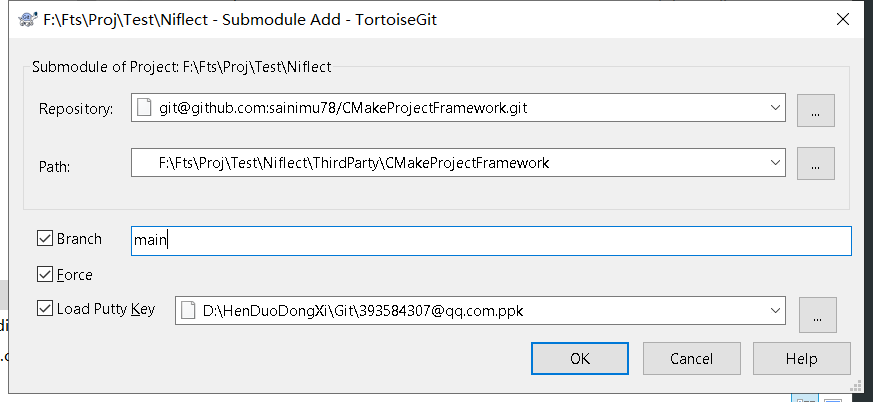 F:\Fts\Proj\Test\Niflect - Submodule Add - TortoiseGit
Submodule of Project: F:\Fts\Proj\Test\Niflect
Repository: git@github.com:sainimu78/CMakeProjectFramework.git ...
Path: F:\Fts\Proj\Test\Niflect\ThirdParty\CMakeProjectFramework ...
Branch main
Force
Load Putty Key D:\HenDuoDongXi\Git\393584307@qq.com.ppk ...
OK Cancel Help